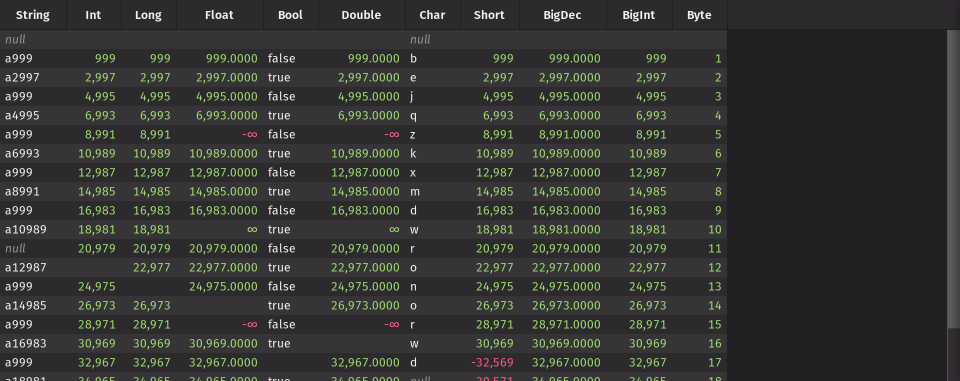 String Int Long Float Bool Double Char Short BigDec BigInt Byte
null null
a999 999 999 999.0000 false 999.0000 b 999 999.0000 999 1
a2997 2,997 2,997 2,997.0000 true 2,997.0000 e 2,997 2,997.0000 2,997 2
a999 4,995 4,995 4,995.0000 false 4,995.0000 j 4,995 4,995.0000 4,995 3
a4995 6,993 6,993 6,993.0000 true 6,993.0000 q 6,993 6,993.0000 6,993 4
a999 8,991 8,991 -∞ false -∞ z 8,991 8,991.0000 8,991 5
a6993 10,989 10,989 10,989.0000 true 10,989.0000 k 10,989 10,989.0000 10,989 6
a999 12,987 12,987 12,987.0000 false 12,987.0000 x 12,987 12,987.0000 12,987 7
a8991 14,985 14,985 14,985.0000 true 14,985.0000 m 14,985 14,985.0000 14,985 8
a999 16,983 16,983 16,983.0000 false 16,983.0000 d 16,983 16,983.0000 16,983 9
a10989 18,981 18,981 ∞ true ∞ w 18,981 18,981.0000 18,981 10
null 20,979 20,979 20,979.0000 false 20,979.0000 r 20,979 20,979.0000 20,979 11
a12987 22,977 22,977.0000 true 22,977.0000 o 22,977 22,977.0000 22,977 12
a999 24,975 24,975.0000 false 24,975.0000 n 24,975 24,975.0000 24,975 13
a14985 26,973 26,973 true 26,973.0000 o 26,973 26,973.0000 26,973 14
a999 28,971 28,971 -∞ false -∞ r 28,971 28,971.0000 28,971 15
a16983 30,969 30,969 30,969.0000 true w 30,969 30,969.0000 30,969 16
a999 32,967 32,967 32,967.0000 32,967.0000 d -32,569 32,967.0000 32,967 17
a18981 34,965 34,965 34,965.0000 true 34,965.0000 null -30,571 34,965.0000 34,965 18